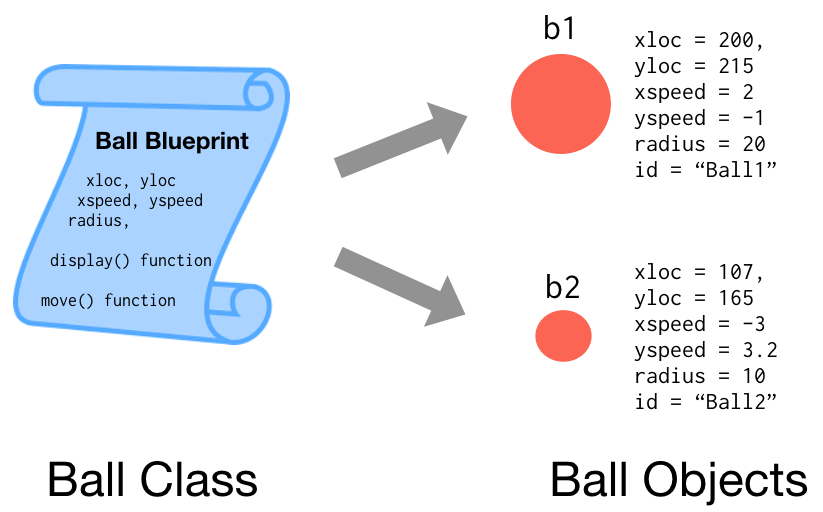 Ball Blueprint
xloc, yloc
xspeed, yspeed
radius,
display() function
move() function
Ball Class
b1
xloc = 200,
yloc = 215
xspeed = 2
yspeed = -1
radius = 20
id = “Ball1”
b2
xloc = 107,
yloc = 165
xspeed = -3
yspeed = 3.2
radius = 10
id = “Ball2”
Ball Objects